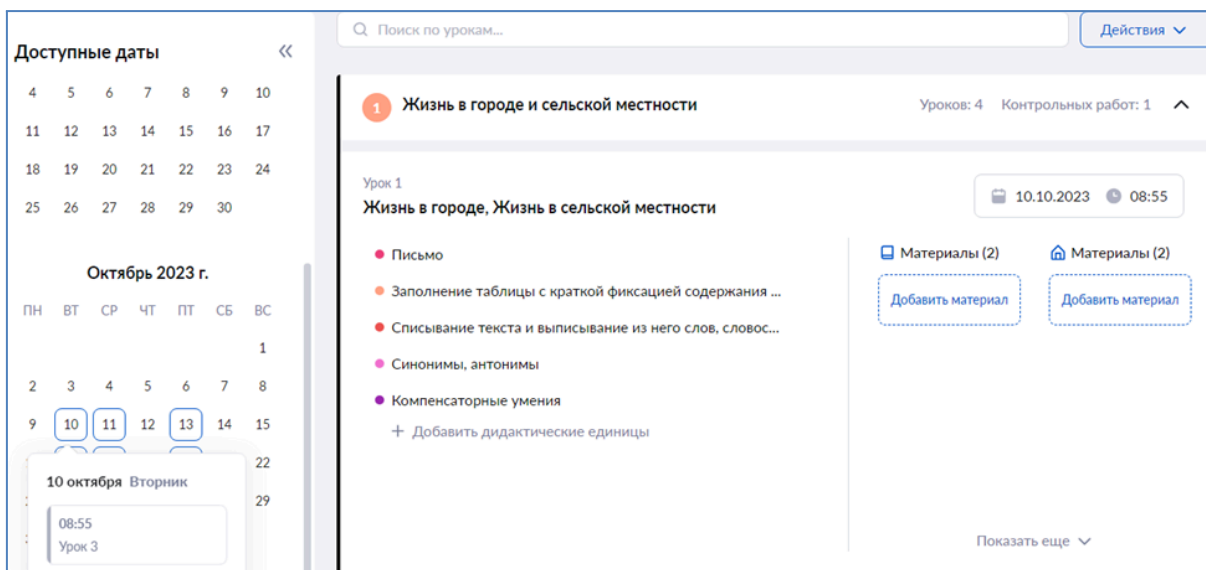 Доступные даты
4 5 6 7 8 9 10
11 12 13 14 15 16 17
18 19 20 21 22 23 24
25 26 27 28 29 30
Октябрь 2023 г.
ПН ВТ СР ЧТ ПТ СБ ВС
1
2 3 4 5 6 7 8
9 10 11 12 13 14 15
22
29
10 октября Вторник
08:55
Урок 3
Поиск по урокам...
Действия
1 Жизнь в городе и сельской местности
Уроков: 4 Контрольных работ: 1
Урок 1
Жизнь в городе, Жизнь в сельской местности
10.10.2023 08:55
Письмо
Заполнение таблицы с краткой фиксацией содержания ...
Списывание текста и выписывание из него слов, словос...
Синонимы, антонимы
Компенсаторные умения
+ Добавить дидактические единицы
Материалы (2) Материалы (2)
Добавить материал Добавить материал
Показать еще